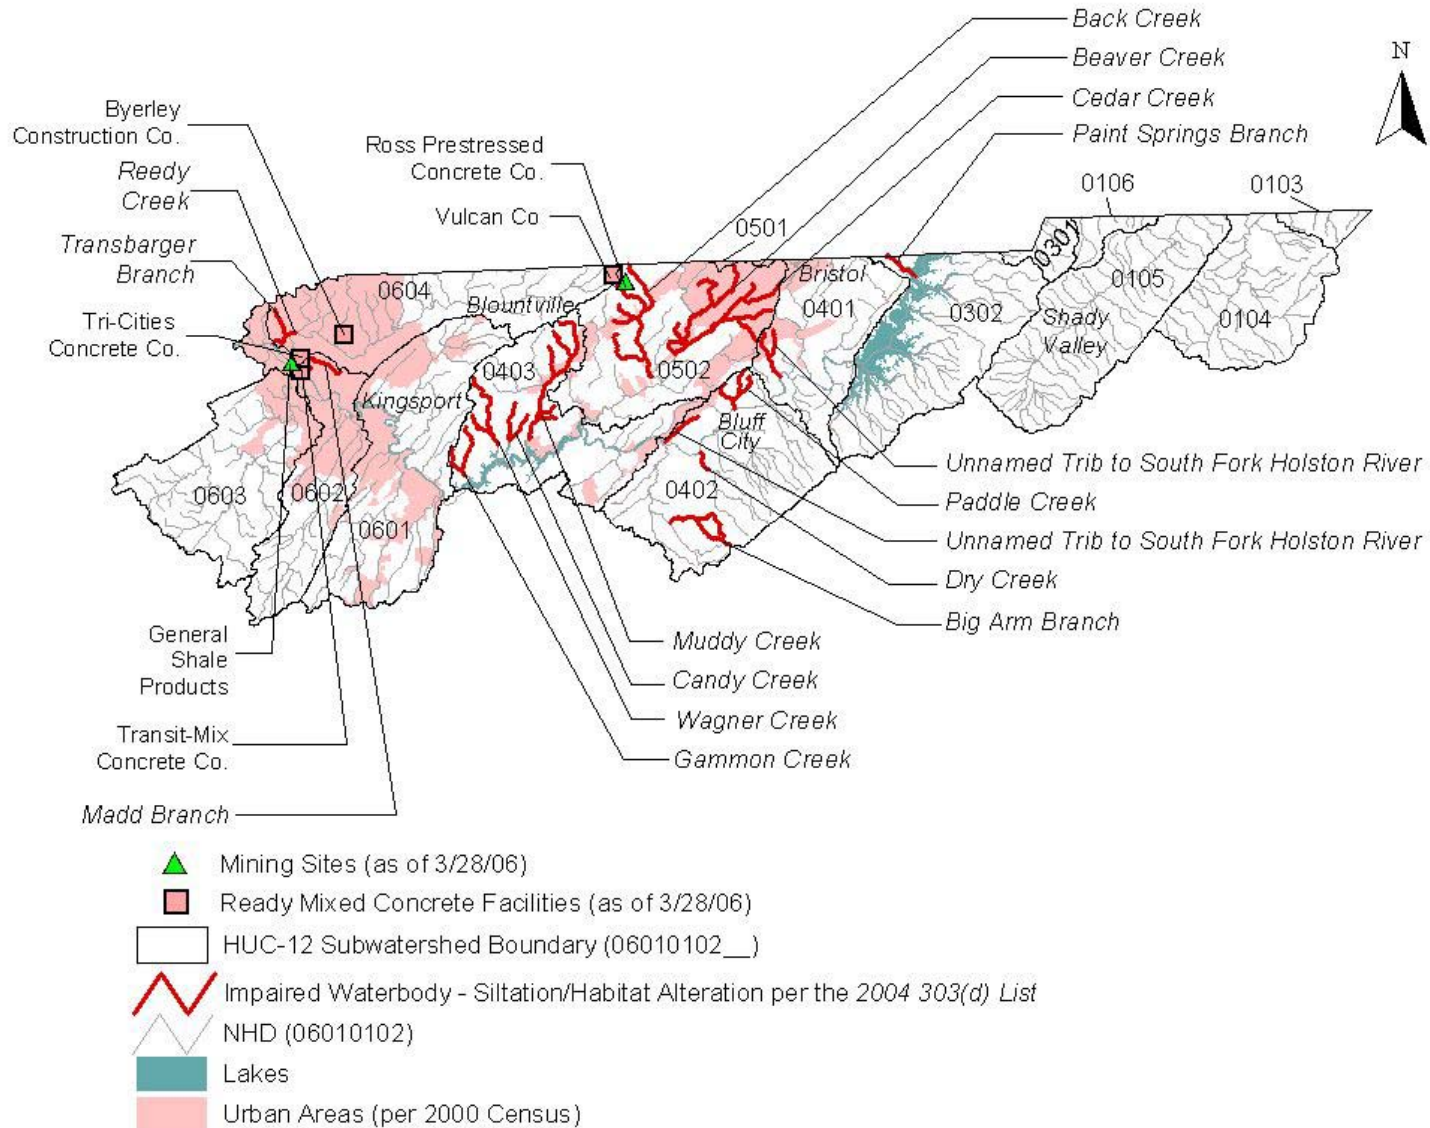 Back Creek
Beaver Creek
Cedar Creek
Paint Springs Branch
N
Byerley
Construction Co.
Reedy
Creek
Transbarger
Branch
Tri-Cities
Concrete Co.
Ross Prestressed
Concrete Co.
Vulcan Co
0106
0103
0501
0301
0604
Blountville
Bristol
0401
0302
0105
Shady
Valley
0104
0403
0502
Kingsport
Bluff
City
0603
0602
0601
0402
Unnamed Trib to South Fork Holston River
Paddle Creek
Unnamed Trib to South Fork Holston River
Dry Creek
Big Arm Branch
General
Shale
Products
Transit-Mix
Concrete Co.
Madd Branch
Muddy Creek
Candy Creek
Wagner Creek
Gammon Creek
Mining Sites (as of 3/28/06)
Ready Mixed Concrete Facilities (as of 3/28/06)
HUC-12 Subwatershed Boundary (06010102__)
Impaired Waterbody - Siltation/Habitat Alteration per the 2004 303(d) List
NHD (06010102)
Lakes
Urban Areas (per 2000 Census)